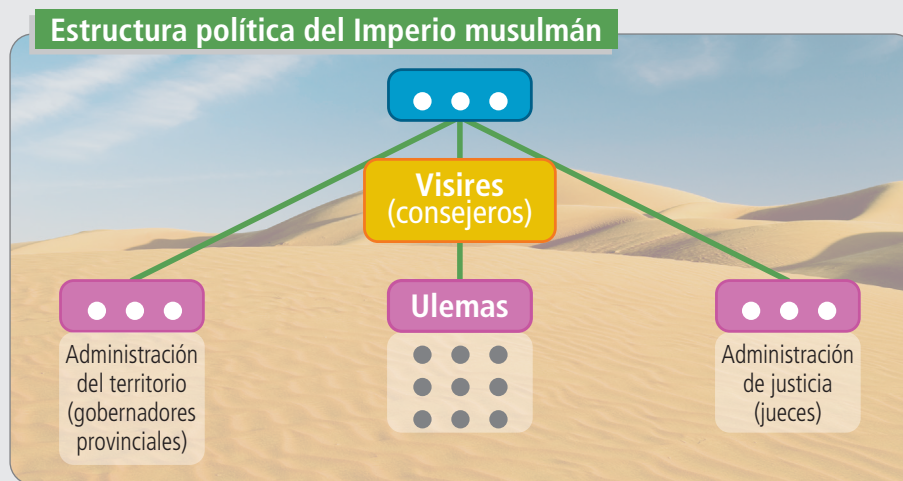 Estructura política del Imperio musulmán
Visires
(consejeros)
Administración
del territorio
(gobernadores
provinciales)
Ulemas
Administración
de justicia
(jueces)